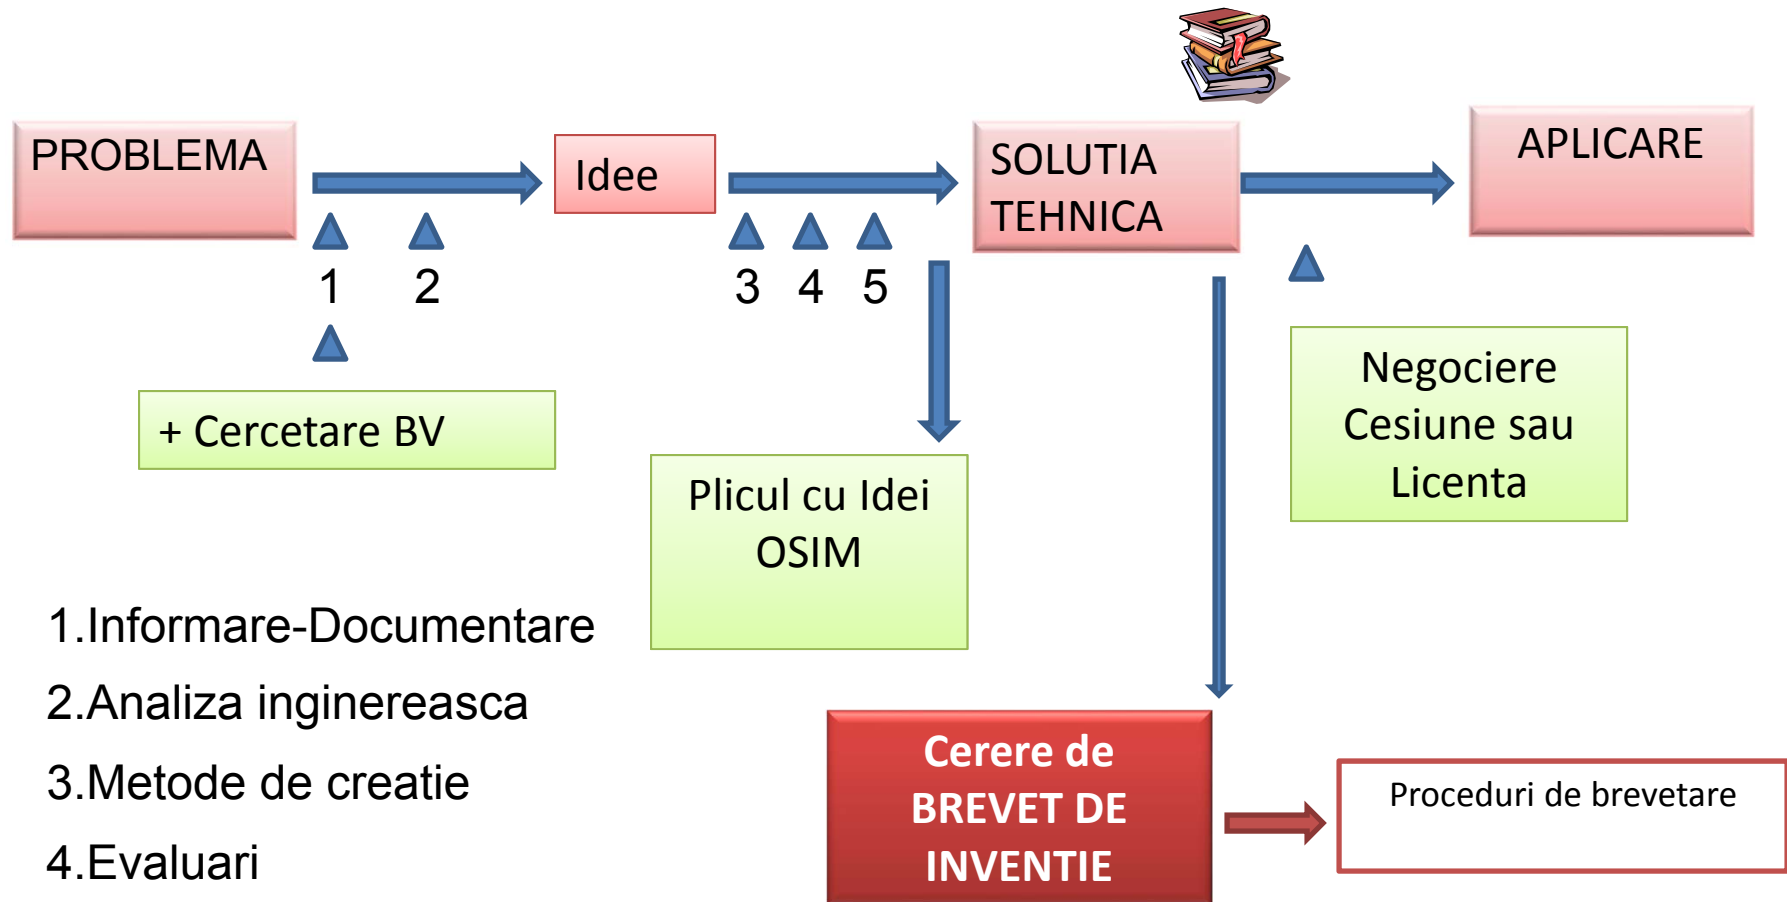 PROBLEMA
Idee
SOLUTIA
TEHNICA
APLICARE
1
2
3
4
5
+ Cercetare BV
Plicul cu Idei
OSIM
Negociere
Cesiune sau
Licenta
1.Informare-Documentare
2.Analiza inginereasca
3.Metode de creatie
4.Evaluari
Cerere de
BREVET DE
INVENTIE
Proceduri de brevetare